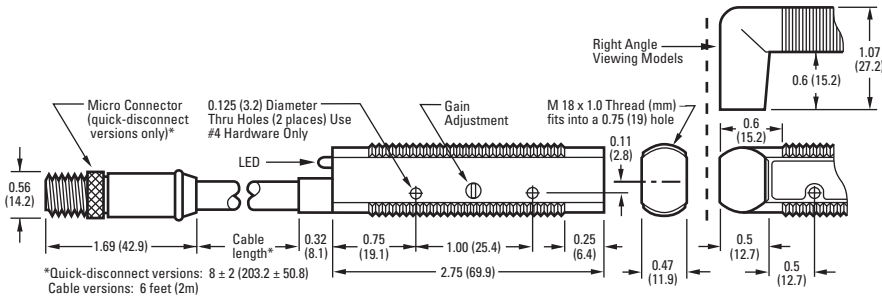 Right Angle
Viewing Models
1.07
(27.2)
0.6 (15.2)
Micro Connector
(quick-disconnect
versions only)*
0.125 (3.2) Diameter
Thru Holes (2 places) Use
#4 Hardware Only
Gain
Adjustment
M 18 x 1.0 Thread (mm)
fits into a 0.75 (19) hole
0.11
(2.8)
0.6
(15.2)
LED
0.56
(14.2)
1.69 (42.9)
Cable
length*
0.32
(8.1)
0.75
(19.1)
1.00 (25.4)
0.25
(6.4)
2.75 (69.9)
0.47
(11.9)
0.5
(12.7)
0.5
(12.7)
*Quick-disconnect versions: 8 ± 2 (203.2 ± 50.8)
Cable versions: 6 feet (2m)